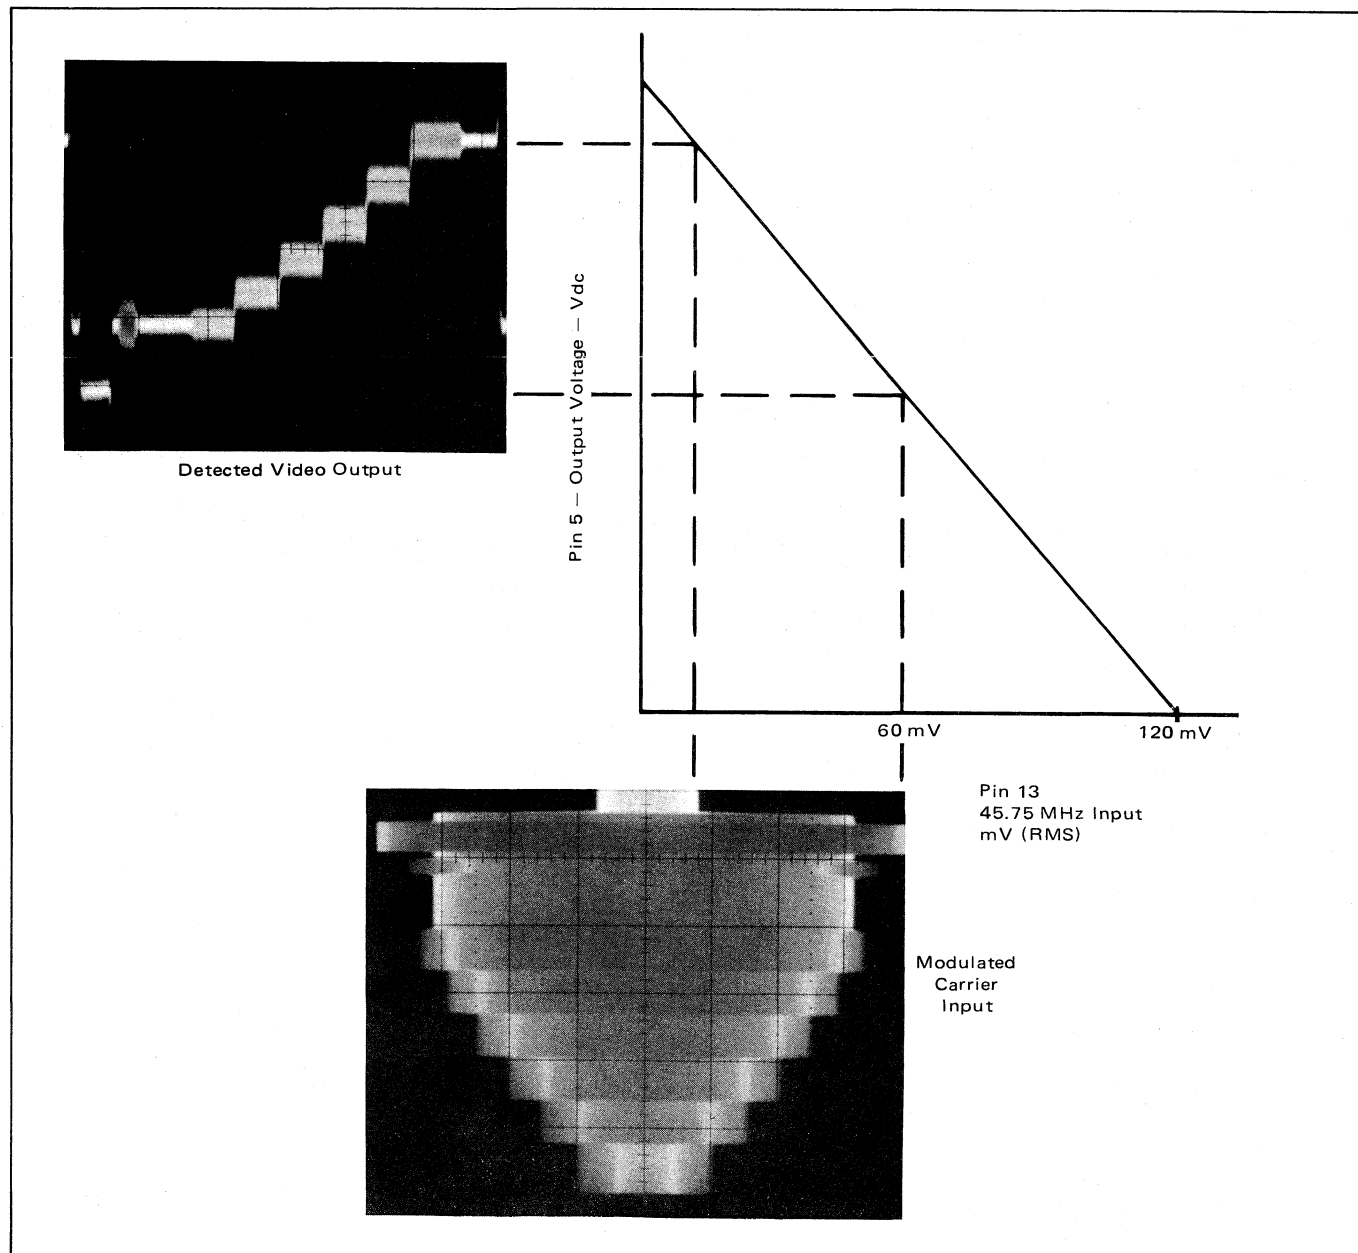 Detected Video Output
Pin 5 — Output Voltage — Vdc
60 mV
120 mV
Pin 13
45.75 MHz Input
mV (RMS)
Modulated
Carrier
Input